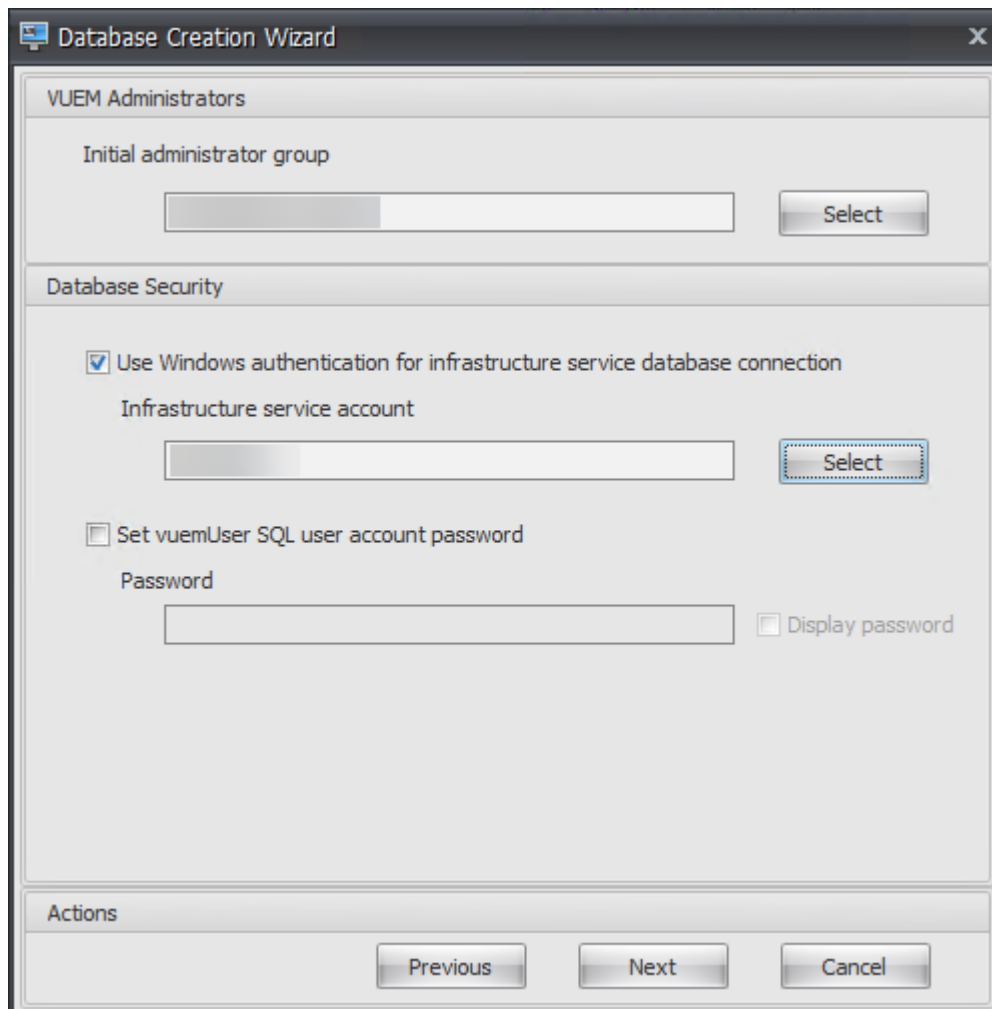 Database Creation Wizard
x
VUEM Administrators
Initial administrator group
Select
Database Security
Use Windows authentication for infrastructure service database connection
Infrastructure service account
Select
Set vuemUser SQL user account password
Password
Display password
Actions
Previous Next Cancel